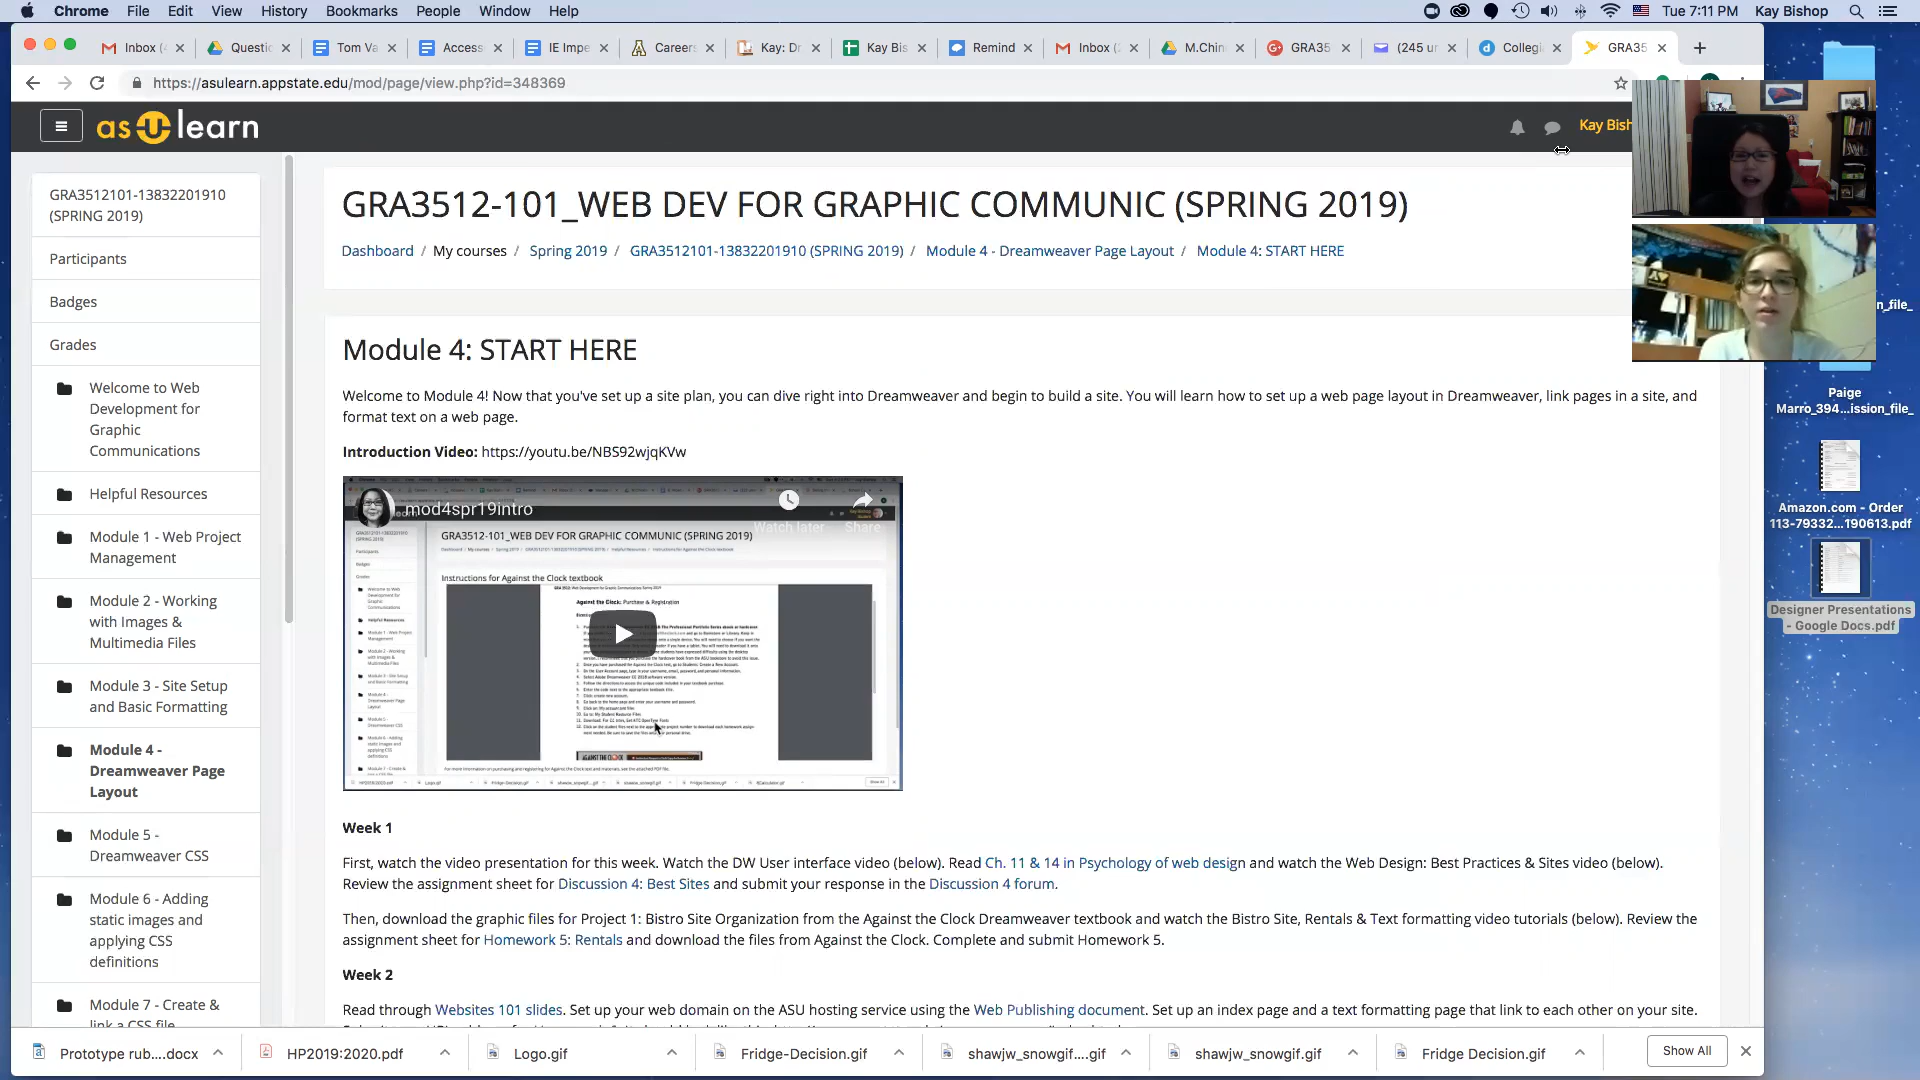 Chrome File Edit View History Bookmarks People Window Help Tue 7:11 PM Kay Bishop
Inbox ( Questi Tom Va Access IE Impe Careers Kay: Dr Kay Bis Remind Inbox (2 M.Chin GRA35 (245 ur Collegi GRA35
https://asulearn.appstate.edu/mod/page/view.php?id=348369
asULearn Kay Bish
GRA3512101-13832201910
(SPRING 2019)
Participants
Badges
Grades
Welcome to Web
Development for
Graphic
Communications
Helpful Resources
Module 1 - Web Project
Management
Module 2 - Working
with Images &
Multimedia Files
Module 3 - Site Setup
and Basic Formatting
Module 4 -
Dreamweaver Page
Layout
Module 5 -
Dreamweaver CSS
Module 6 - Adding
static images and
applying CSS
definitions
Module 7 - Create &
link a CSS file
GRA3512-101_WEB DEV FOR GRAPHIC COMMUNIC (SPRING 2019)
Dashboard / My courses / Spring 2019 / GRA3512101-13832201910 (SPRING 2019) / Module 4 - Dreamweaver Page Layout / Module 4: START HERE
Module 4: START HERE
Welcome to Module 4! Now that you've set up a site plan, you can dive right into Dreamweaver and begin to build a site. You will learn how to set up a web page layout in Dreamweaver, link pages in a site, and
format text on a web page.
Introduction Video: https://youtu.be/NBS92wjqKVw
mod4spr19intro
Watch later Share
GRA3512-101_WEB DEV FOR GRAPHIC COMMUNIC (SPRING 2019)
Instructions for Against the Clock textbook
Against the Clock: Purchase & Registration
Week 1
First, watch the video presentation for this week. Watch the DW User interface video (below). Read Ch. 11 & 14 in Psychology of web design and watch the Web Design: Best Practices & Sites video (below).
Review the assignment sheet for Discussion 4: Best Sites and submit your response in the Discussion 4 forum.
Then, download the graphic files for Project 1: Bistro Site Organization from the Against the Clock Dreamweaver textbook and watch the Bistro Site, Rentals & Text formatting video tutorials (below). Review the
assignment sheet for Homework 5: Rentals and download the files from Against the Clock. Complete and submit Homework 5.
Week 2
Read through Websites 101 slides. Set up your web domain on the ASU hosting service using the Web Publishing document. Set up an index page and a text formatting page that link to each other on your site.
n_file_
Paige
Marro_394...ission_file_
Amazon.com - Order
113-79332...190613.pdf
Designer Presentations
- Google Docs.pdf
Prototype rub....docx HP2019:2020.pdf Logo.gif Fridge-Decision.gif shawjw_snowgif....gif shawjw_snowgif.gif Fridge Decision.gif Show All